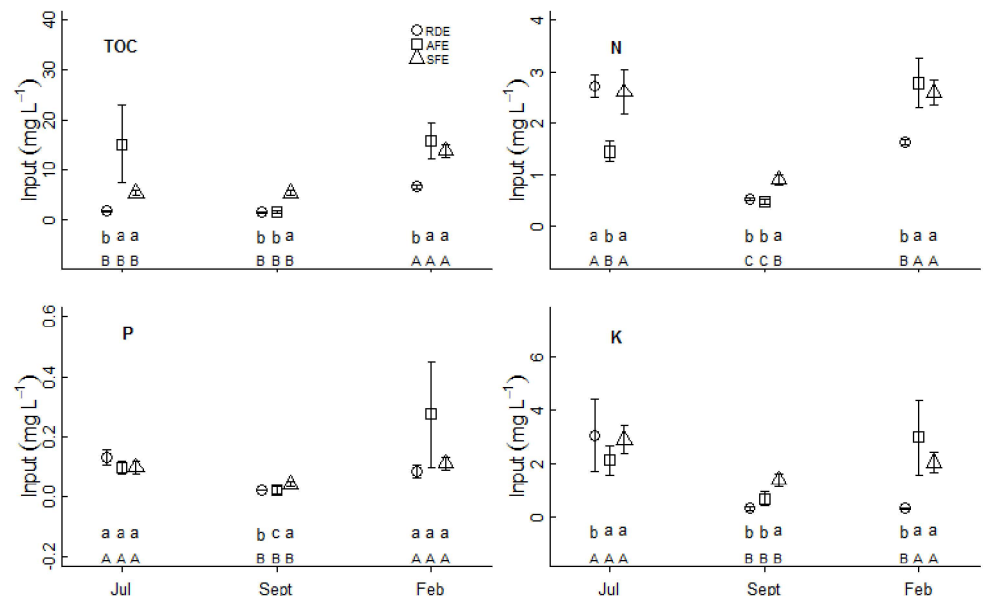 TOC
RDE
AFE
SFE
Input (mg L⁻¹)
40
30
20
10
0
b a a b b a b a a
B B B B B B A A A
N
Input (mg L⁻¹)
4
3
2
1
0
a b a b b a b a a
A B A C C B B A A
P
Input (mg L⁻¹)
0.6
0.4
0.2
0.0
-0.2
a a a b c a a a a
A A A B B B A A A
Jul Sept Feb
K
Input (mg L⁻¹)
6
4
2
0
b a a b b a b a a
A A A B B B B A A
Jul Sept Feb